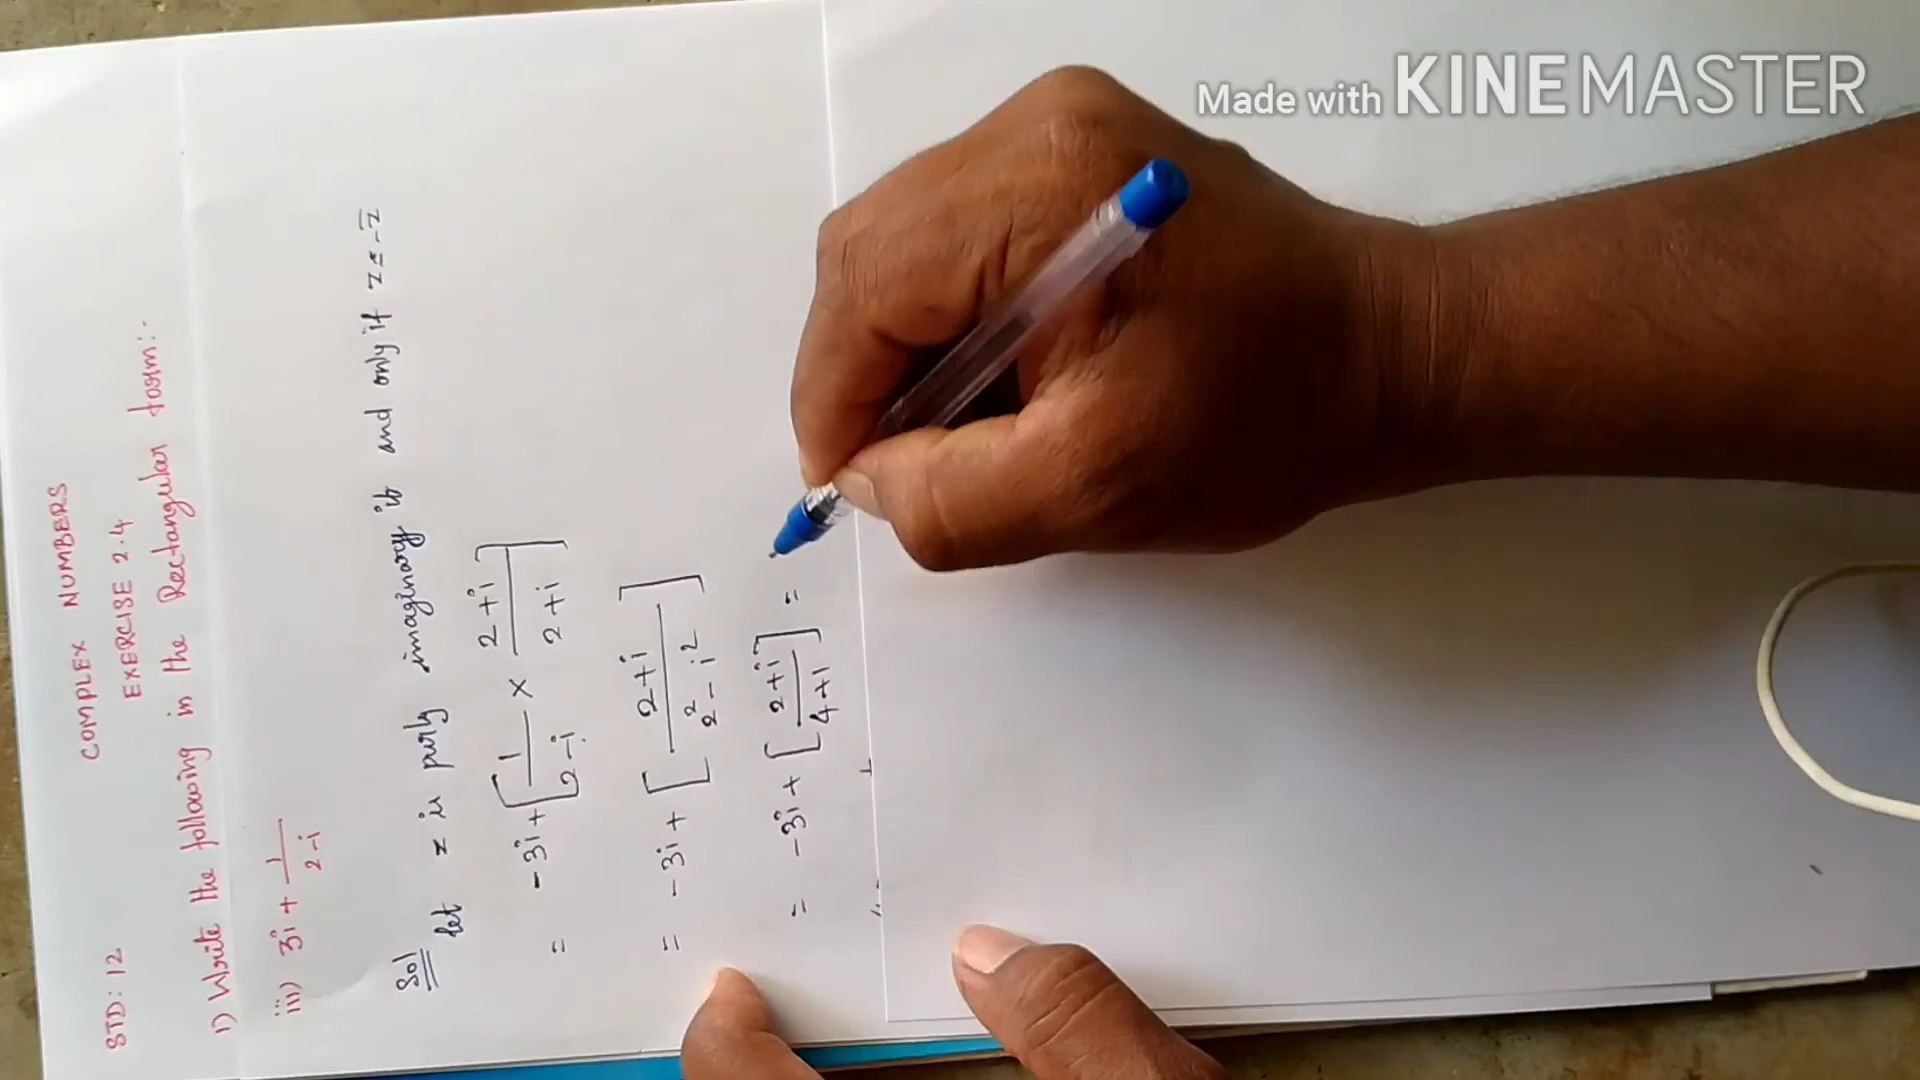 Made with KINEMASTER
COMPLEX NUMBERS
STD: 12 EXERCISE 2.4
1) Write the following in the Rectangular form:-
iii) 3i + 1/(2-i)
Sol
let z is purly imaginary if and only if z = -z̅
= -3i + [1/(2-i) × (2+i)/(2+i)]
= -3i + [(2+i)/(2²-i²)]
= -3i + [(2+i)/(4+1)] =